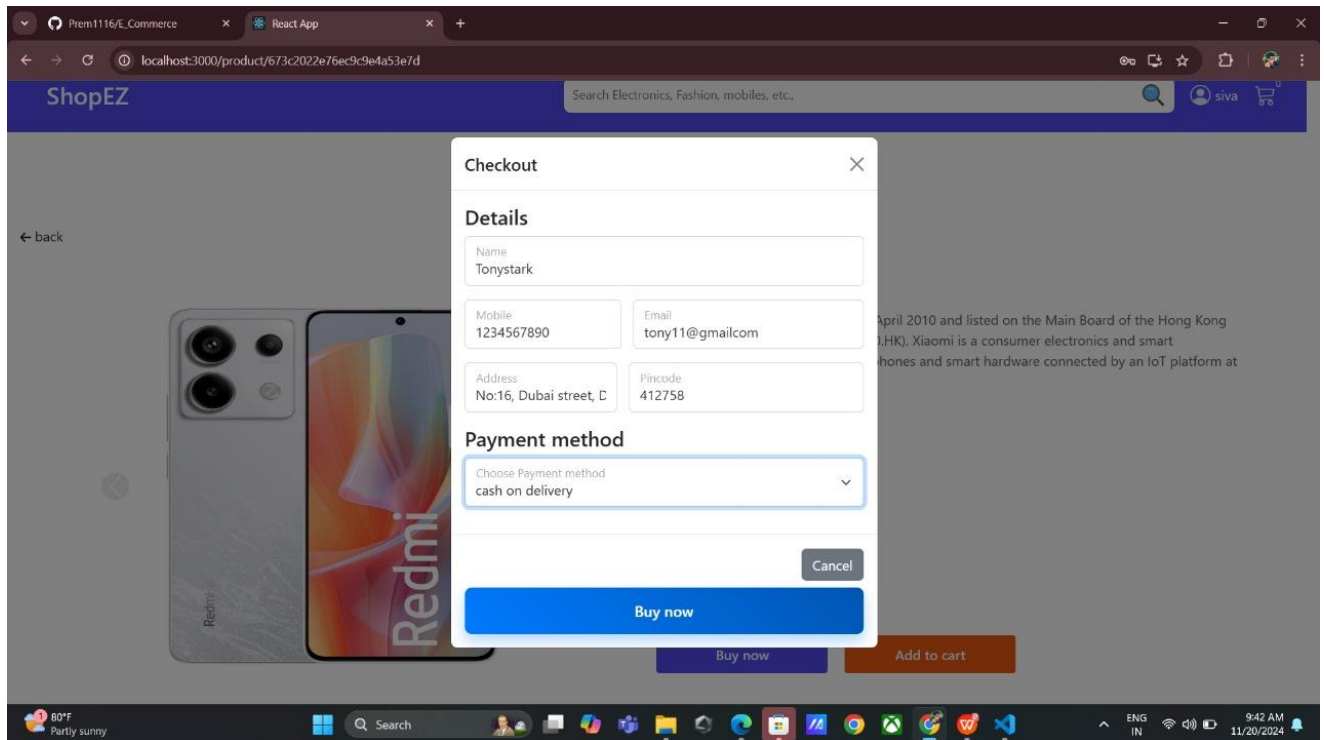 Prem1116/E_Commerce
React App
localhost:3000/product/673c2022e76ec9c9e4a53e7d
ShopEZ
Search Electronics, Fashion, mobiles, etc.,
siva
0
Checkout
Details
← back
Name
Tonystark
Mobile
1234567890
Email
tony11@gmailcom
April 2010 and listed on the Main Board of the Hong Kong
.HK). Xiaomi is a consumer electronics and smart
phones and smart hardware connected by an IoT platform at
Address
No:16, Dubai street, D
Pincode
412758
Payment method
Choose Payment method
cash on delivery
Redmi
Redmi
Cancel
Buy now
Buy now
Add to cart
1
80°F
Partly sunny
Search
ENG
IN
9:42 AM
11/20/2024